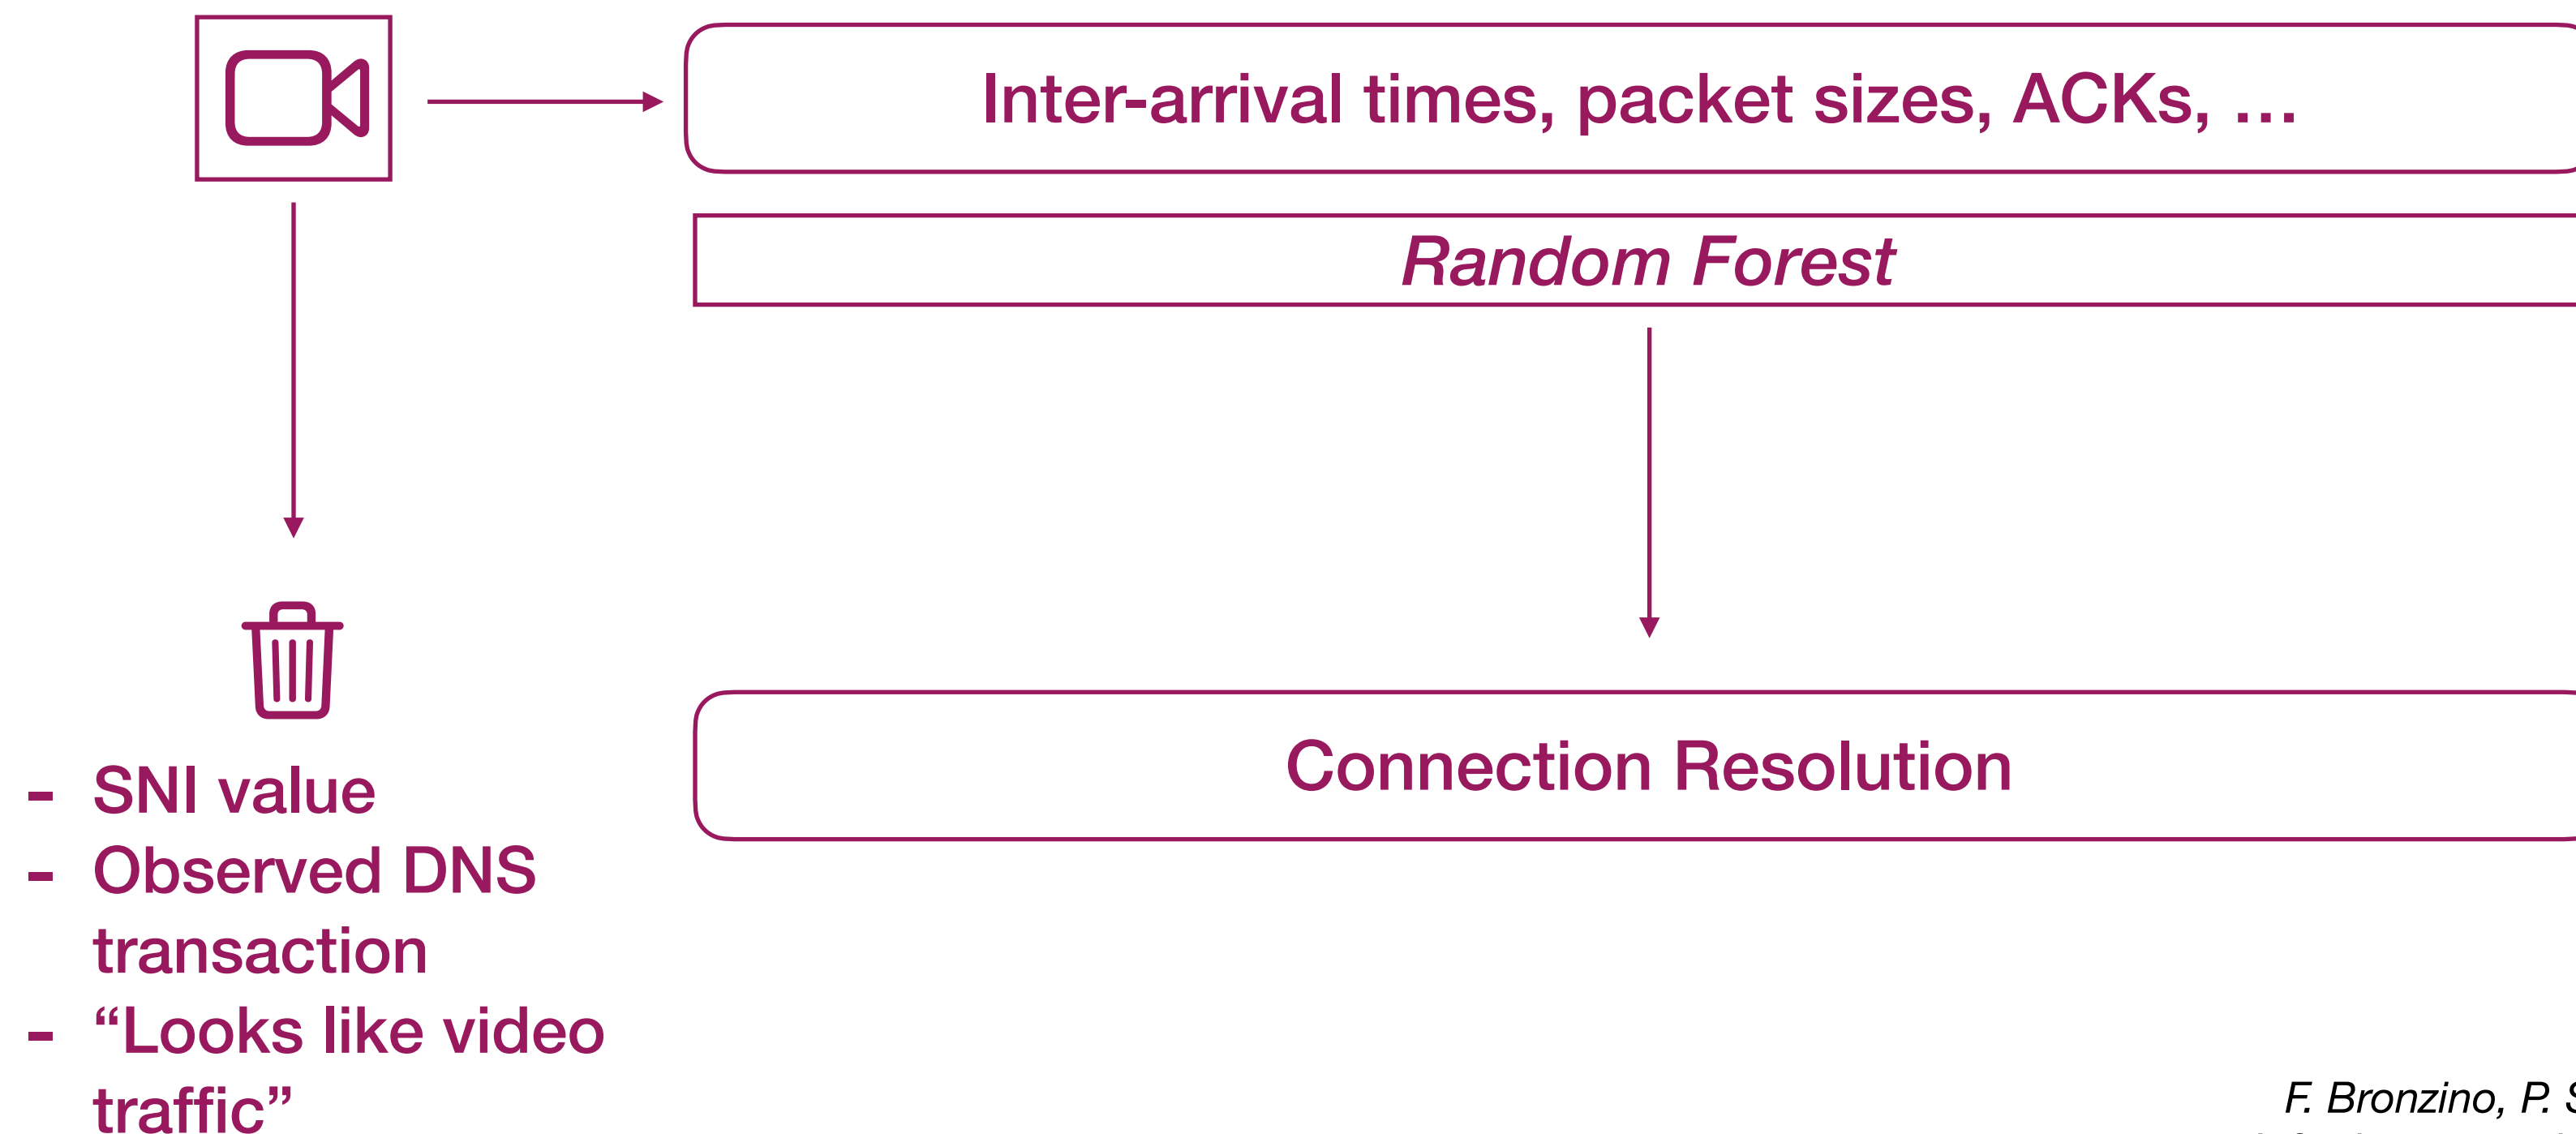 Inter-arrival times, packet sizes, ACKs, …
Random Forest
Connection Resolution
- SNI value
- Observed DNS
transaction
- “Looks like video
traffic”
F. Bronzino, P.